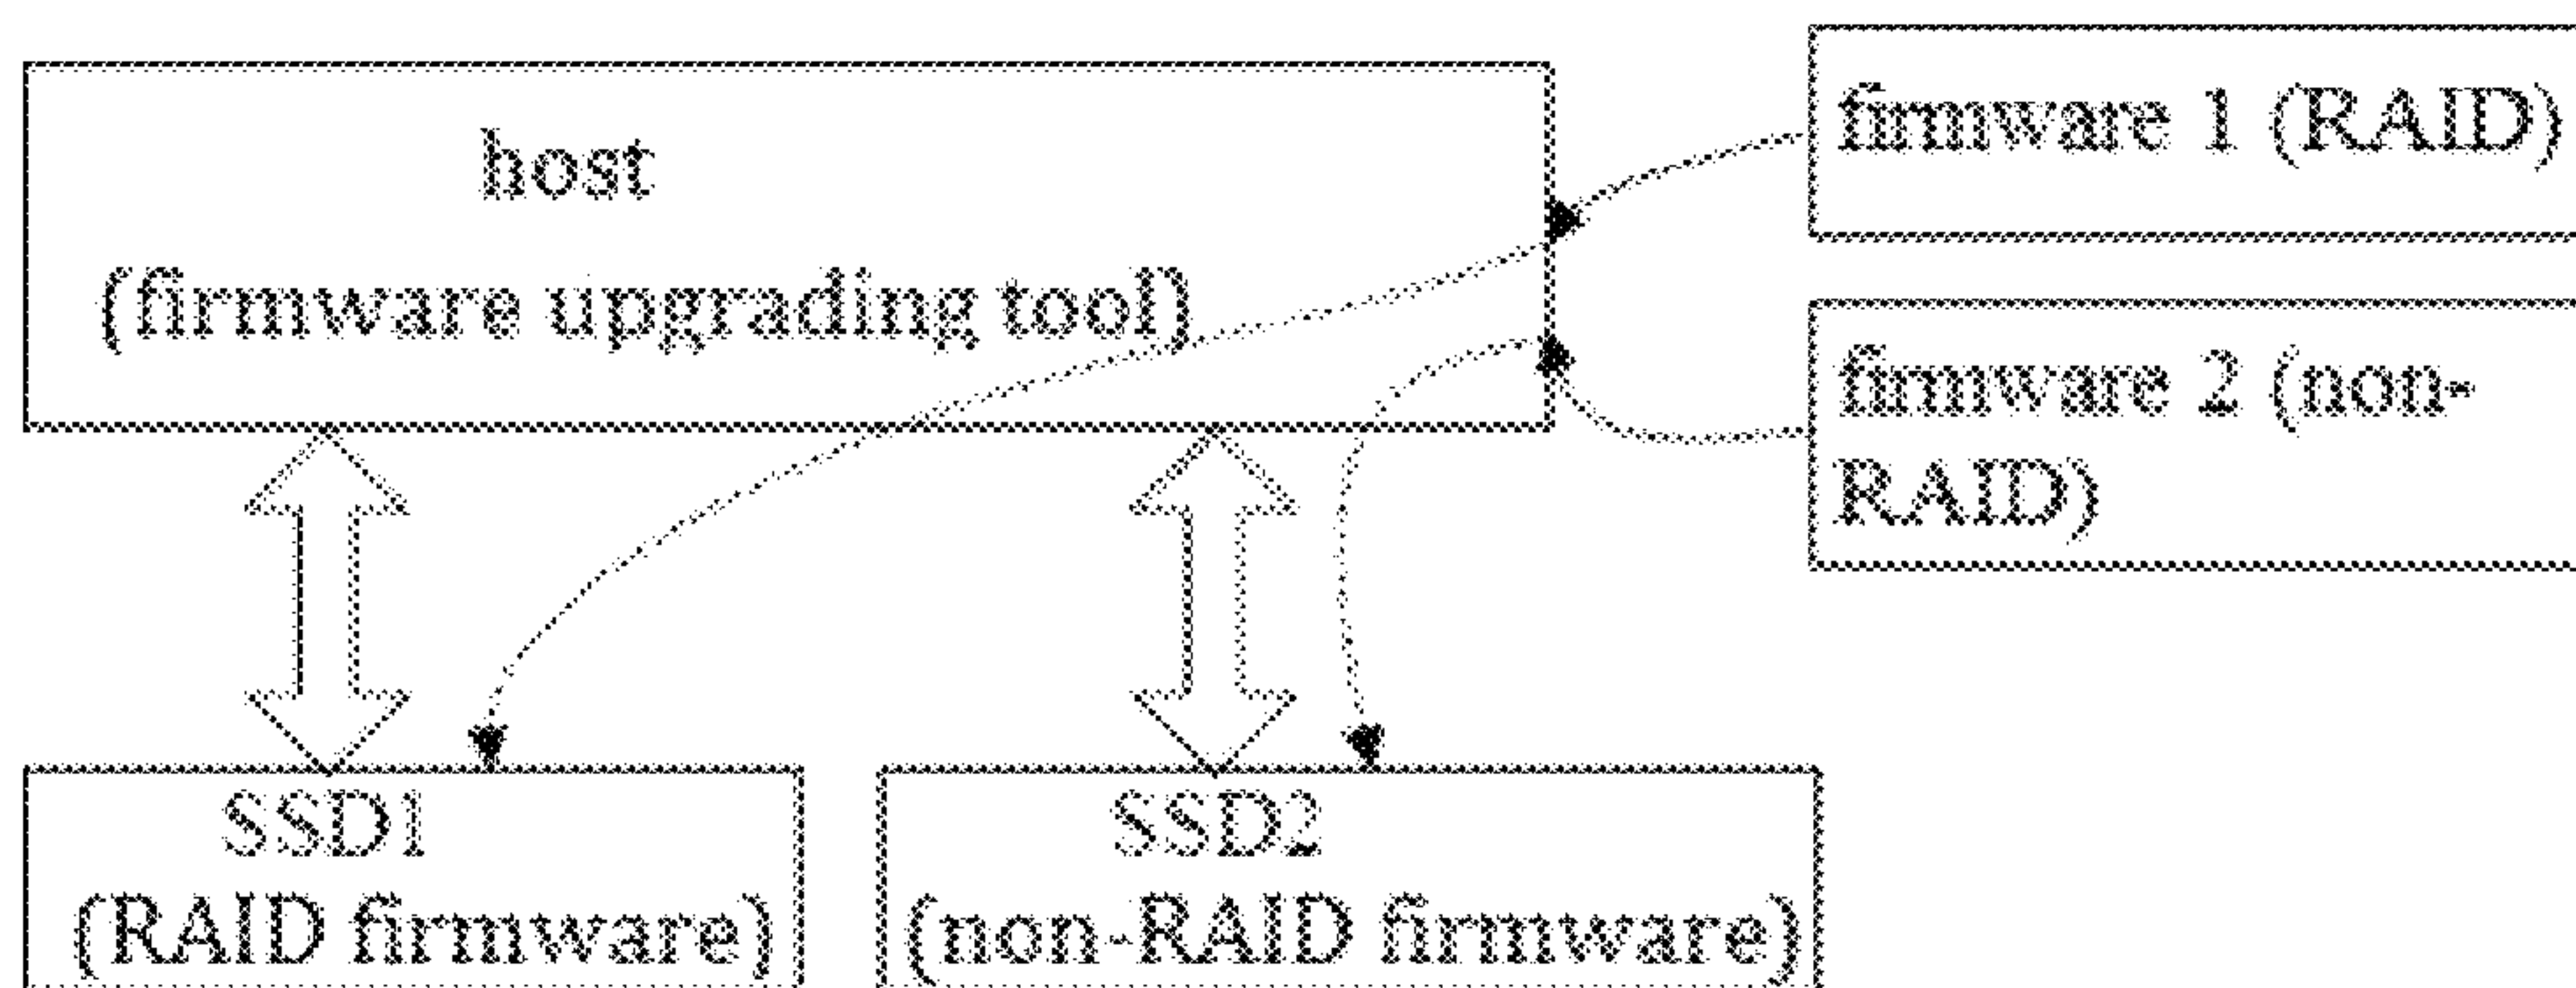 host
(firmware upgrading tool)
firmware 1 (RAID)
firmware 2 (non-
RAID)
SSD1
(RAID firmware)
SSD2
(non-RAID firmware)